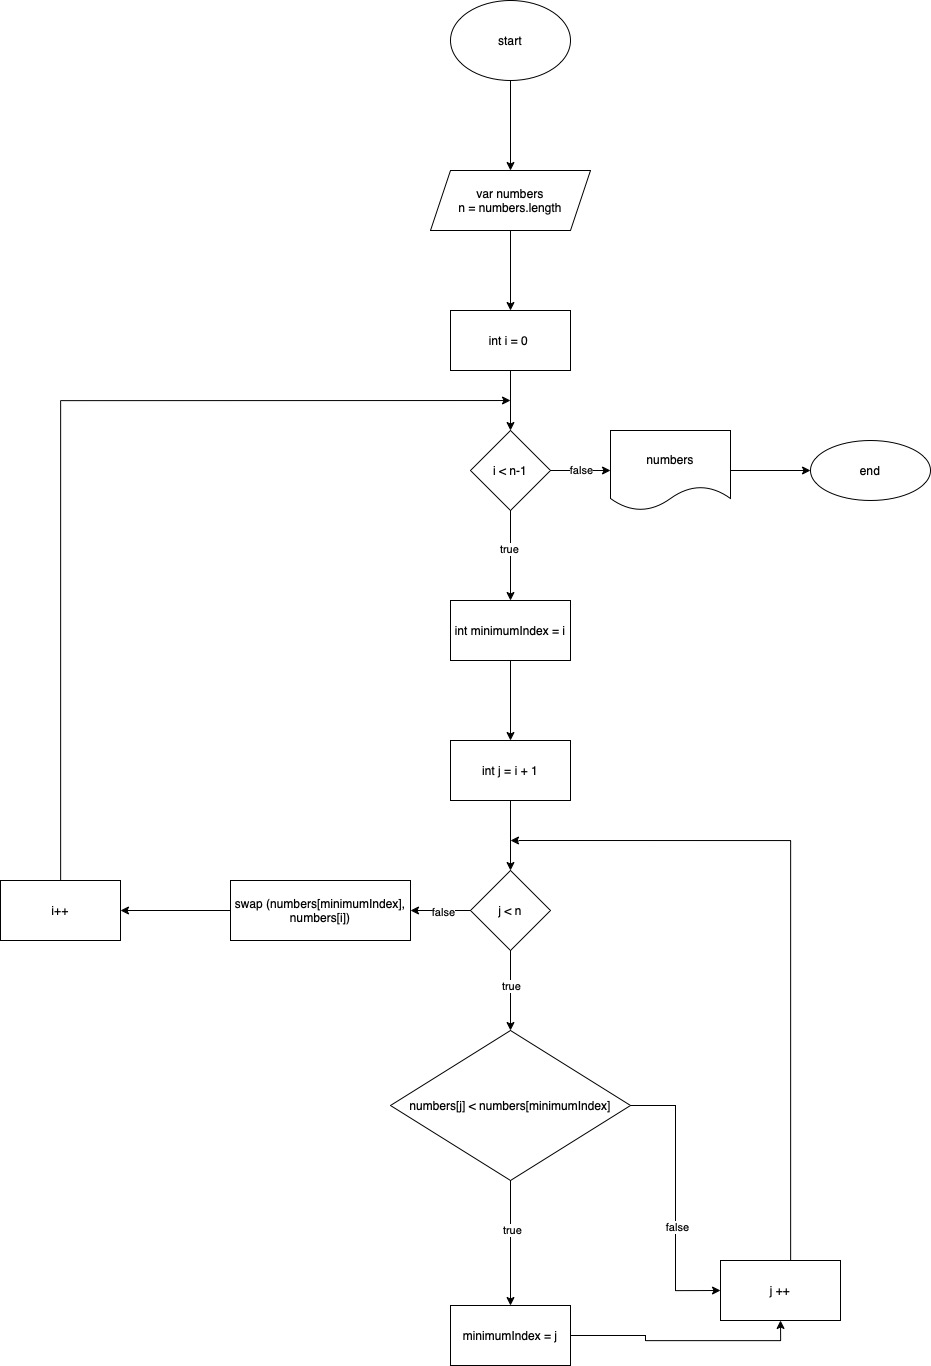 start
var numbers
n = numbers.length
int i = 0
i < n-1
false
numbers
end
true
int minimumIndex = i
int j = i + 1
i++
swap (numbers[minimumIndex],
numbers[i])
false
j < n
true
numbers[j] < numbers[minimumIndex]
true
false
j ++
minimumIndex = j